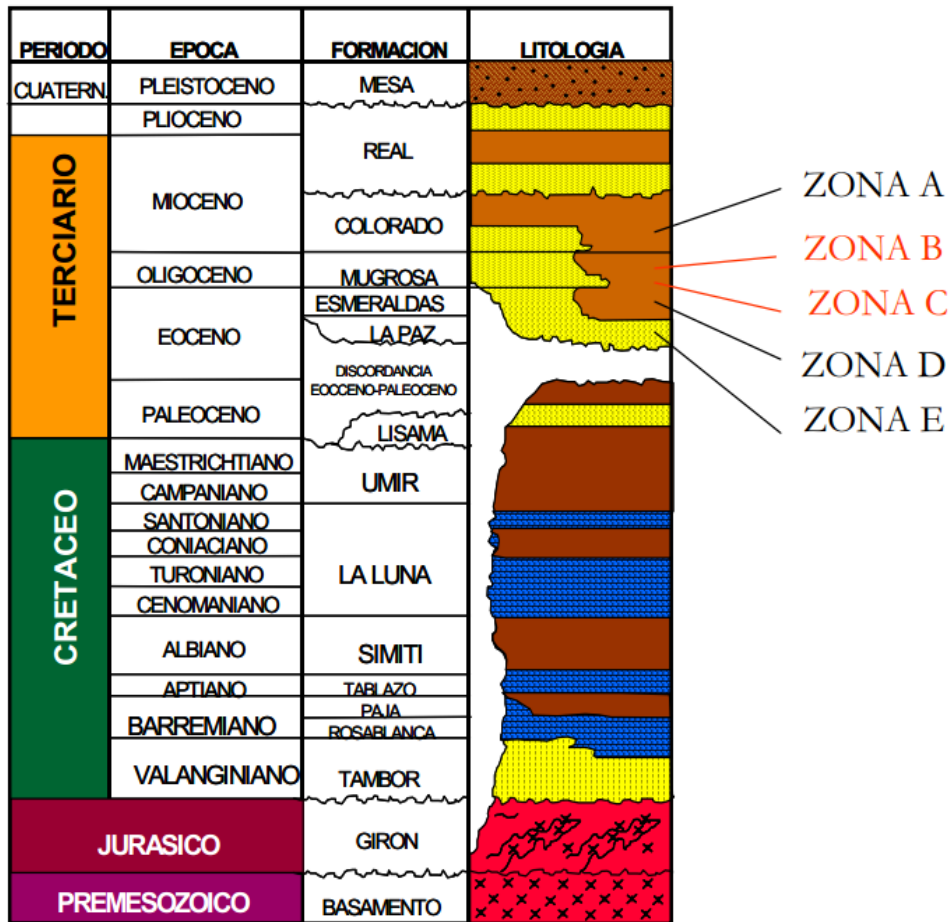 PERIODO EPOCA FORMACION LITOLOGIA
CUATERN. PLEISTOCENO MESA
PLIOCENO
REAL
TERCIARIO
MIOCENO
ZONA A
COLORADO
ZONA B
OLIGOCENO MUGROSA
ZONA C
ESMERALDAS
EOCENO LA PAZ
ZONA D
DISCORDANCIA
EOCCENO-PALEOCENO
ZONA E
PALEOCENO
LISAMA
CRETACEO
MAESTRICHTIANO
UMIR
CAMPANIANO
SANTONIANO
CONIACIANO
TURONIANO LA LUNA
CENOMANIANO
ALBIANO SIMITI
APTIANO TABLAZO
PAJA
BARREMIANO ROSABLANCA
VALANGINIANO TAMBOR
JURASICO GIRON
PREMESOZOICO BASAMENTO